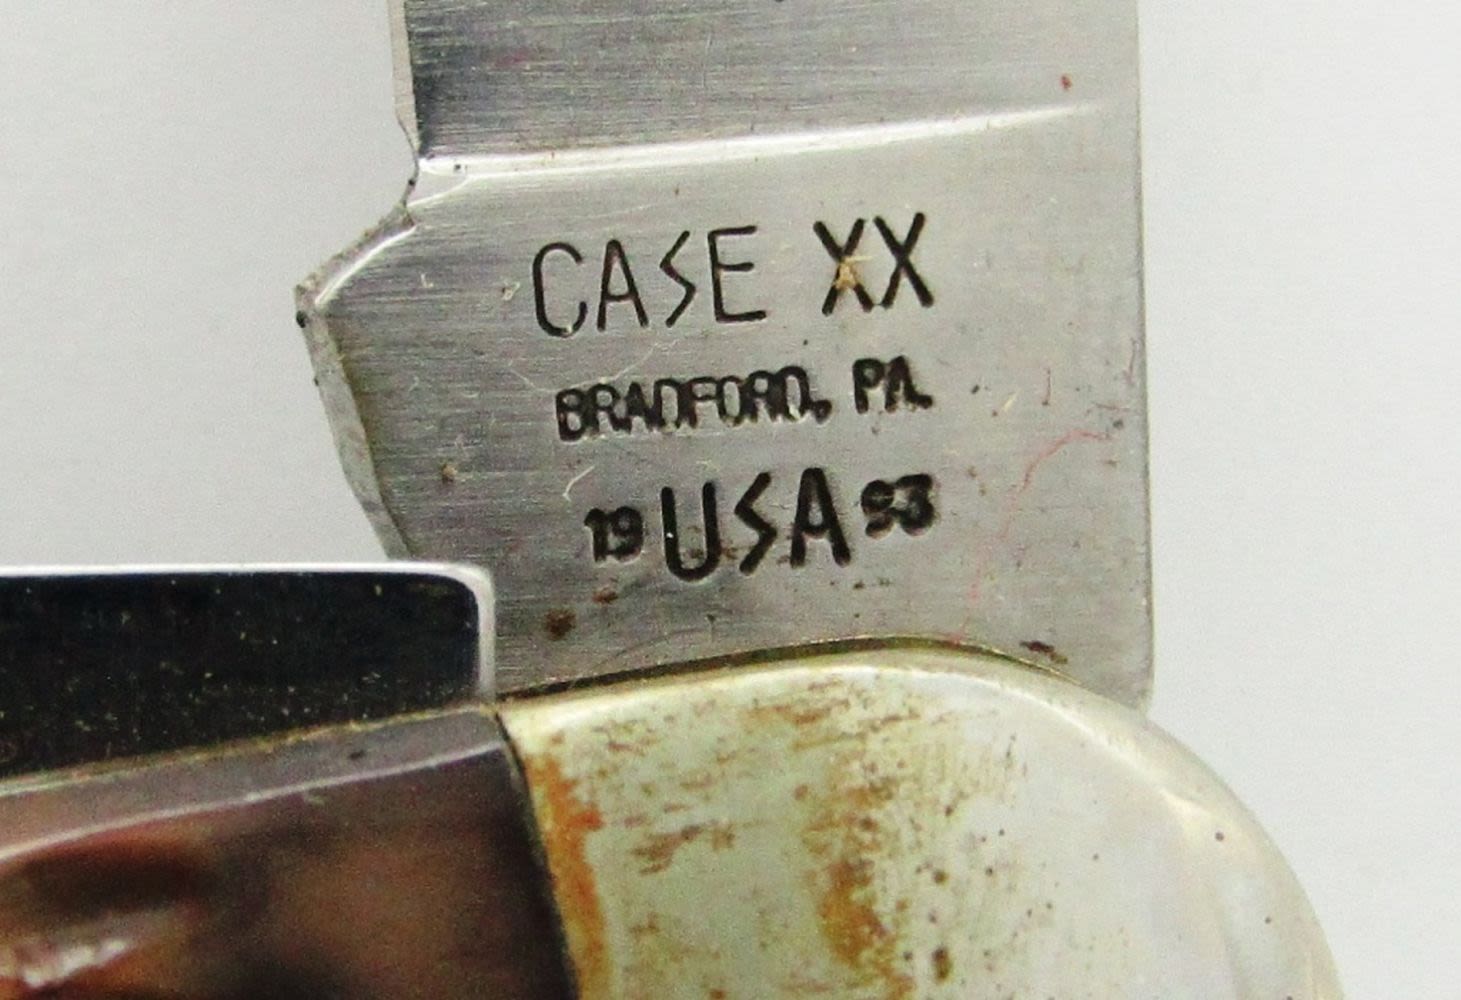 CASE XX
BRADFORD, PA.
19 USA 93